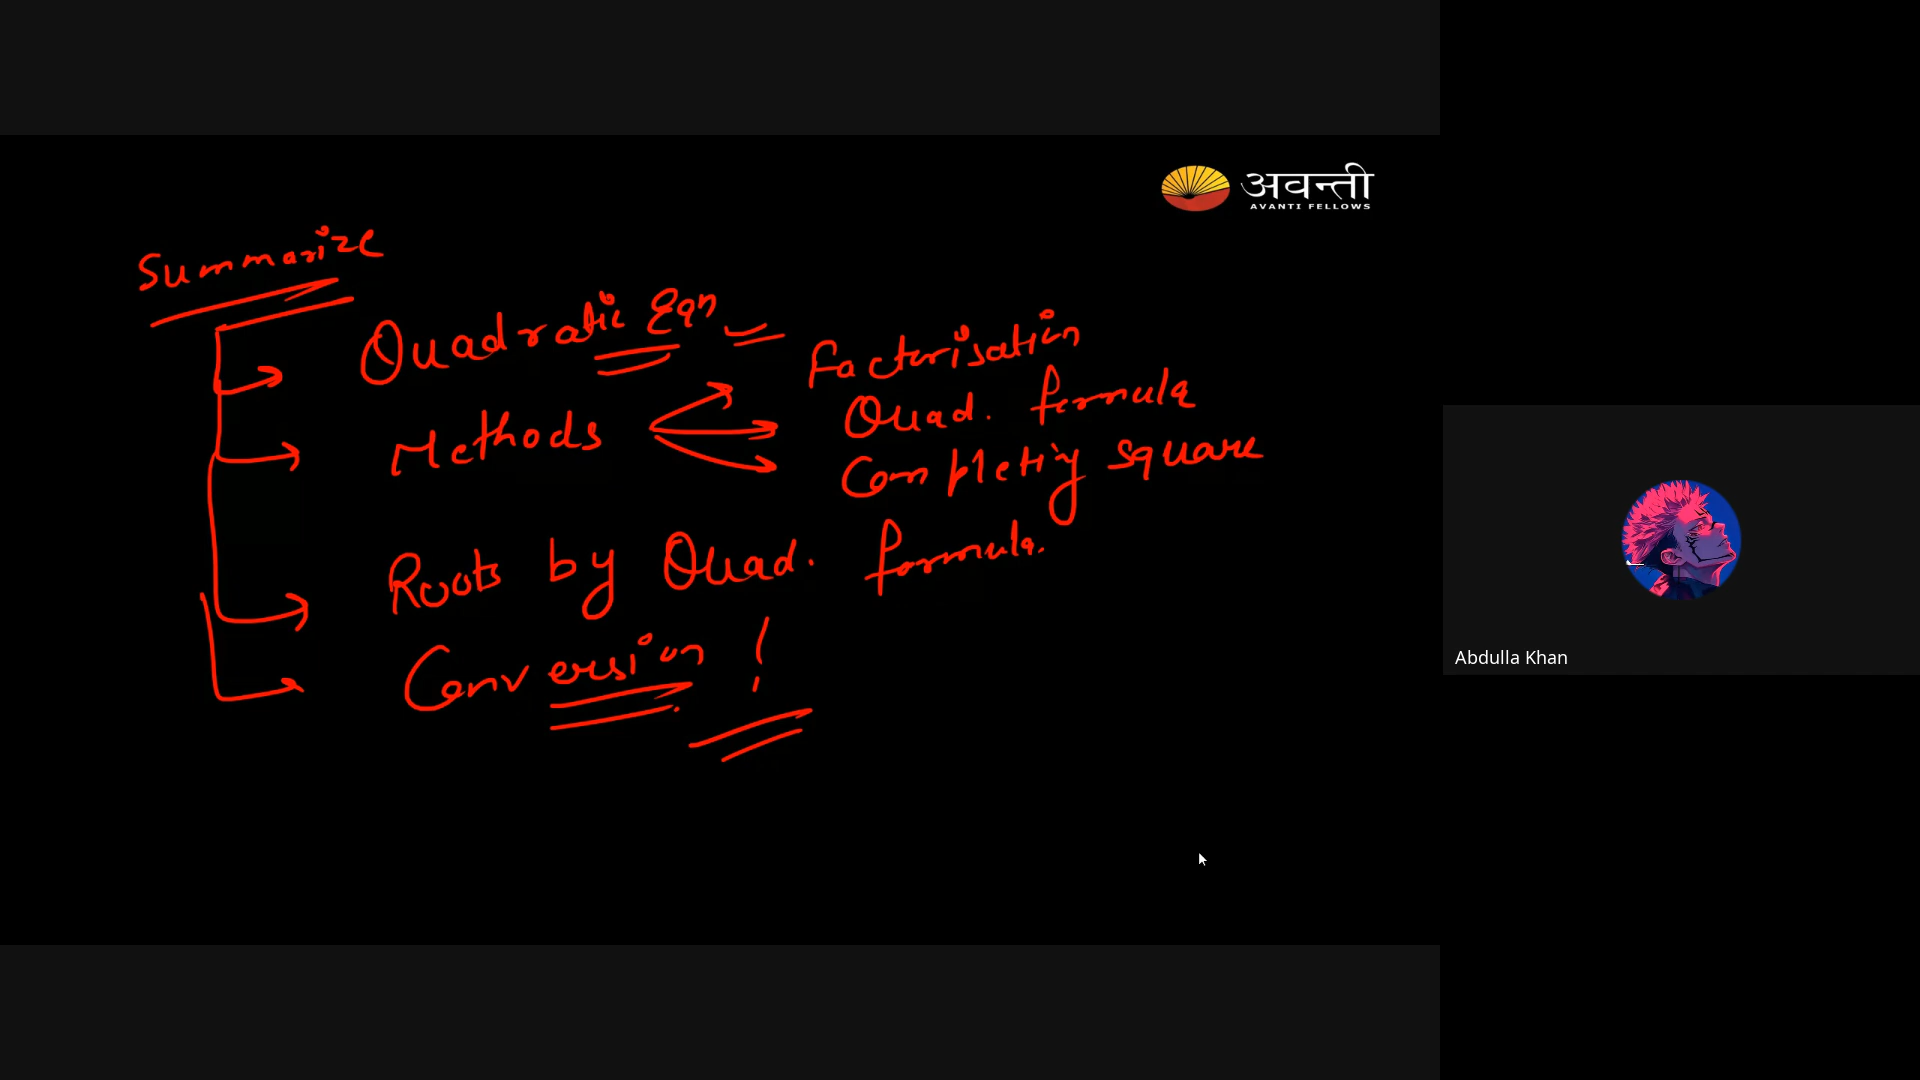 अवन्ती
AVANTI FELLOWS
Summarize
Quadratic Eqn
Methods
Factorisation
Quad. formula
Completing square
Roots by Quad. formula.
Conversion !
Abdulla Khan